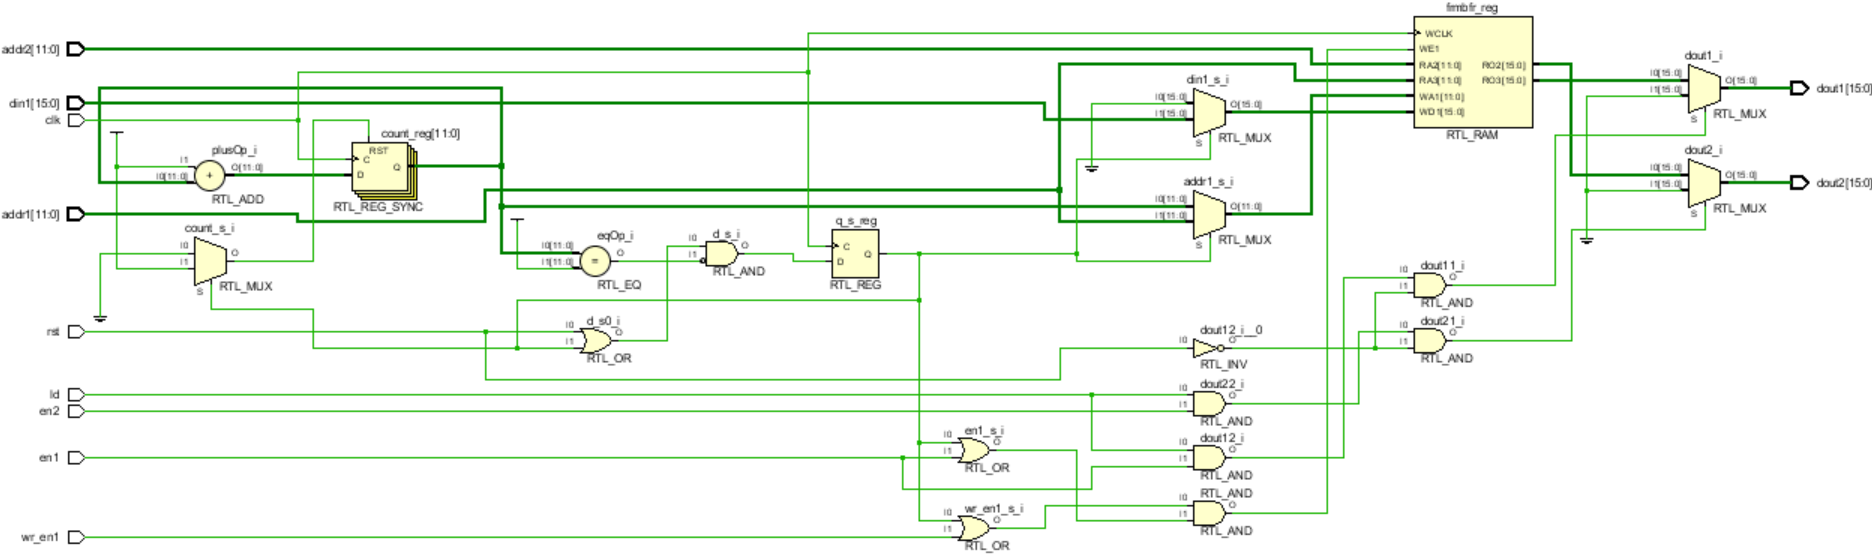 frmbfr_reg
WCLK
WE1
RA2[11:0]
RA3[11:0]
WA1[11:0]
WD1[15:0]
RO2[15:0]
RO3[15:0]
RTL_RAM
addr2[11:0]
din1[15:0]
clk
addr1[11:0]
rst
ld
en2
en1
wr_en1
plusOp_i
I1
I0[11:0]
+
O[11:0]
RTL_ADD
count_reg[11:0]
RST
C
D
Q
RTL_REG_SYNC
count_s_i
I0
I1
S
O
RTL_MUX
eqOp_i
I0[11:0]
I1[11:0]
=
O
RTL_EQ
d_s_i
I0
I1
O
RTL_AND
d_s0_i
I0
I1
O
RTL_OR
q_s_reg
C
D
Q
RTL_REG
din1_s_i
I0[15:0]
I1[15:0]
S
O[15:0]
RTL_MUX
addr1_s_i
I0[11:0]
I1[11:0]
S
O[11:0]
RTL_MUX
dout12_i__0
I0
O
RTL_INV
dout22_i
I0
I1
O
RTL_AND
en1_s_i
I0
I1
O
RTL_OR
dout12_i
I0
I1
O
RTL_AND
wr_en1_s_i
I0
I1
O
RTL_OR
RTL_AND
I0
I1
O
RTL_AND
dout11_i
I0
I1
O
RTL_AND
dout21_i
I0
I1
O
RTL_AND
dout1_i
I0[15:0]
I1[15:0]
S
O[15:0]
RTL_MUX
dout1[15:0]
dout2_i
I0[15:0]
I1[15:0]
S
O[15:0]
RTL_MUX
dout2[15:0]